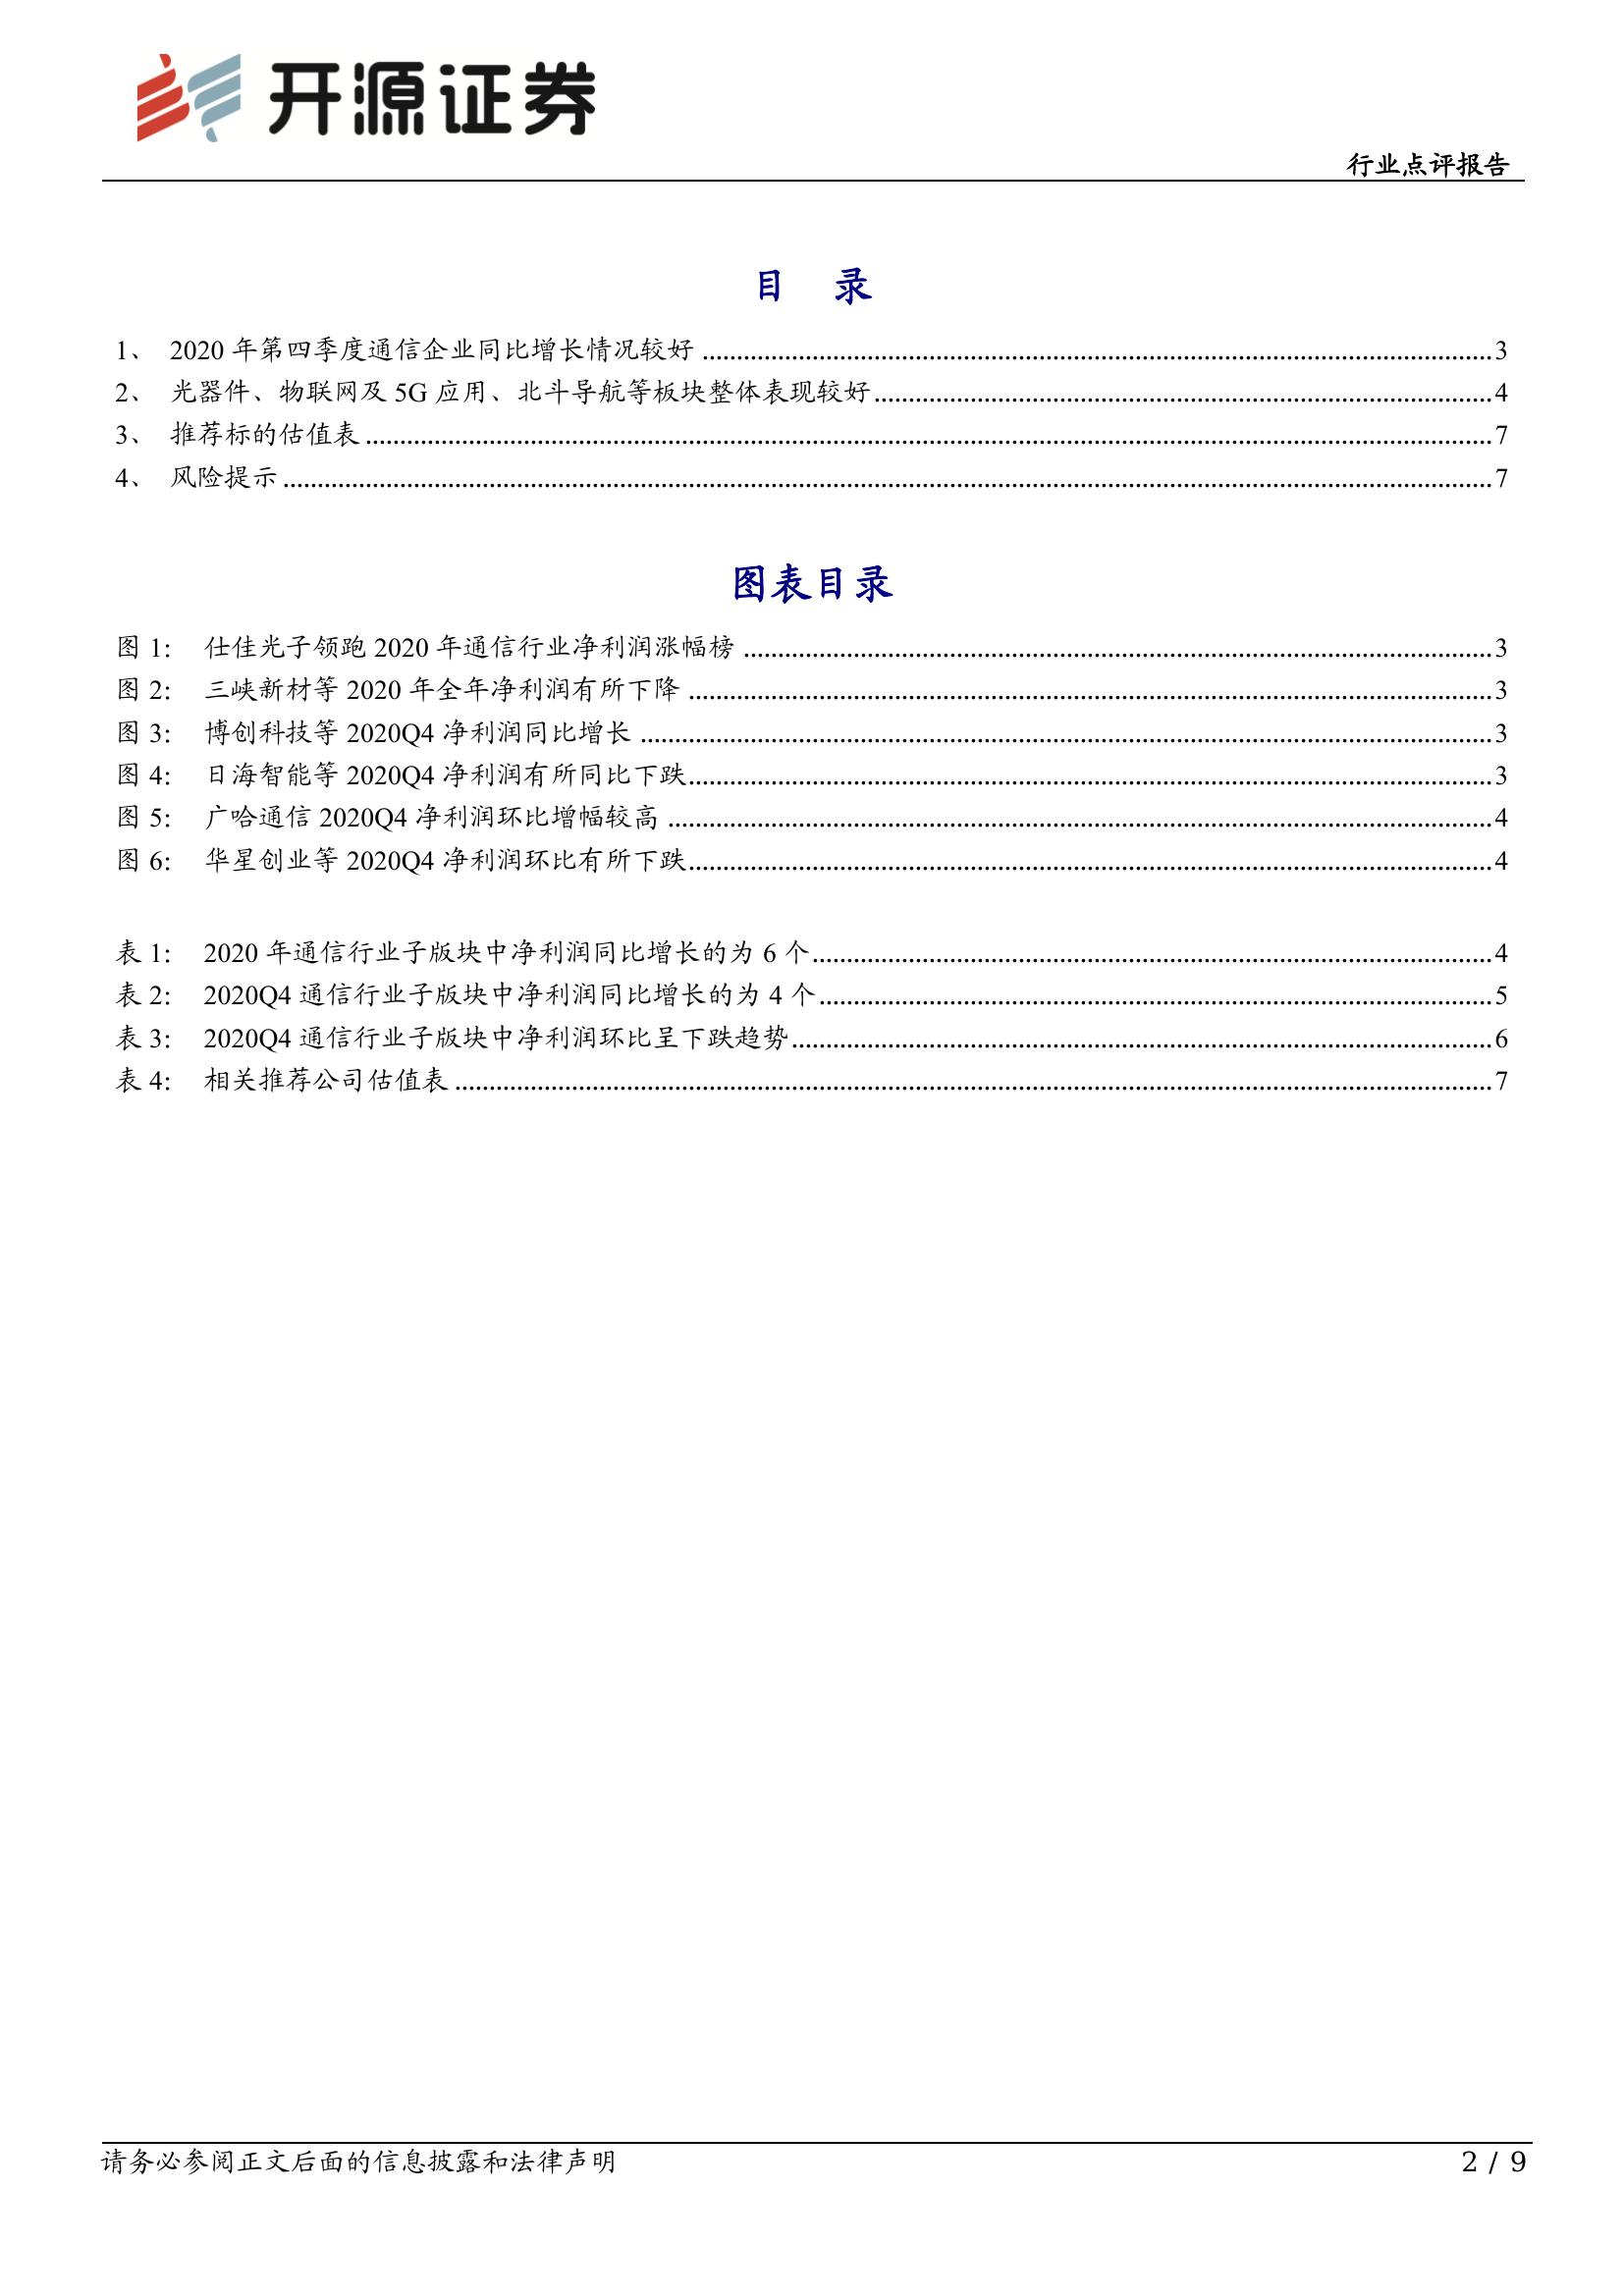 开源证券
行业点评报告
目 录
1、 2020 年第四季度通信企业同比增长情况较好 ........ 3
2、 光器件、物联网及 5G 应用、北斗导航等板块整体表现较好 ........ 4
3、 推荐标的估值表 ........ 7
4、 风险提示 ........ 7
图表目录
图 1: 仕佳光子领跑 2020 年通信行业净利润涨幅榜 ........ 3
图 2: 三峡新材等 2020 年全年净利润有所下降 ........ 3
图 3: 博创科技等 2020Q4 净利润同比增长 ........ 3
图 4: 日海智能等 2020Q4 净利润有所同比下跌 ........ 3
图 5: 广哈通信 2020Q4 净利润环比增幅较高 ........ 4
图 6: 华星创业等 2020Q4 净利润环比有所下跌 ........ 4
表 1: 2020 年通信行业子版块中净利润同比增长的为 6 个 ........ 4
表 2: 2020Q4 通信行业子版块中净利润同比增长的为 4 个 ........ 5
表 3: 2020Q4 通信行业子版块中净利润环比呈下跌趋势 ........ 6
表 4: 相关推荐公司估值表 ........ 7
请务必参阅正文后面的信息披露和法律声明
2 / 9